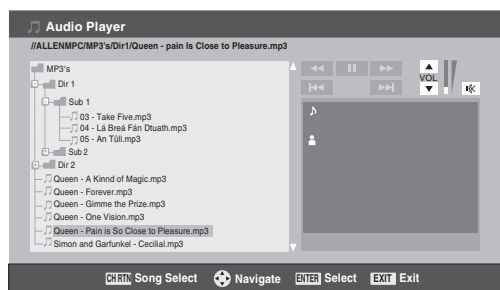 Audio Player
//ALLENMPC/MP3's/Dir1/Queen - pain Is Close to Pleasure.mp3
MP3's
Dir 1
Sub 1
03 - Take Five.mp3
04 - Lá Breá Fán Dtuath.mp3
05 - An Tûll.mp3
Sub 2
Dir 2
Queen - A Kinnd of Magic.mp3
Queen - Forever.mp3
Queen - Gimme the Prize.mp3
Queen - One Vision.mp3
Queen - Pain is So Close to Pleasure.mp3
Simon and Garfunkel - Cecilial.mp3
VOL
CH RTN Song Select Navigate ENTER Select EXIT Exit